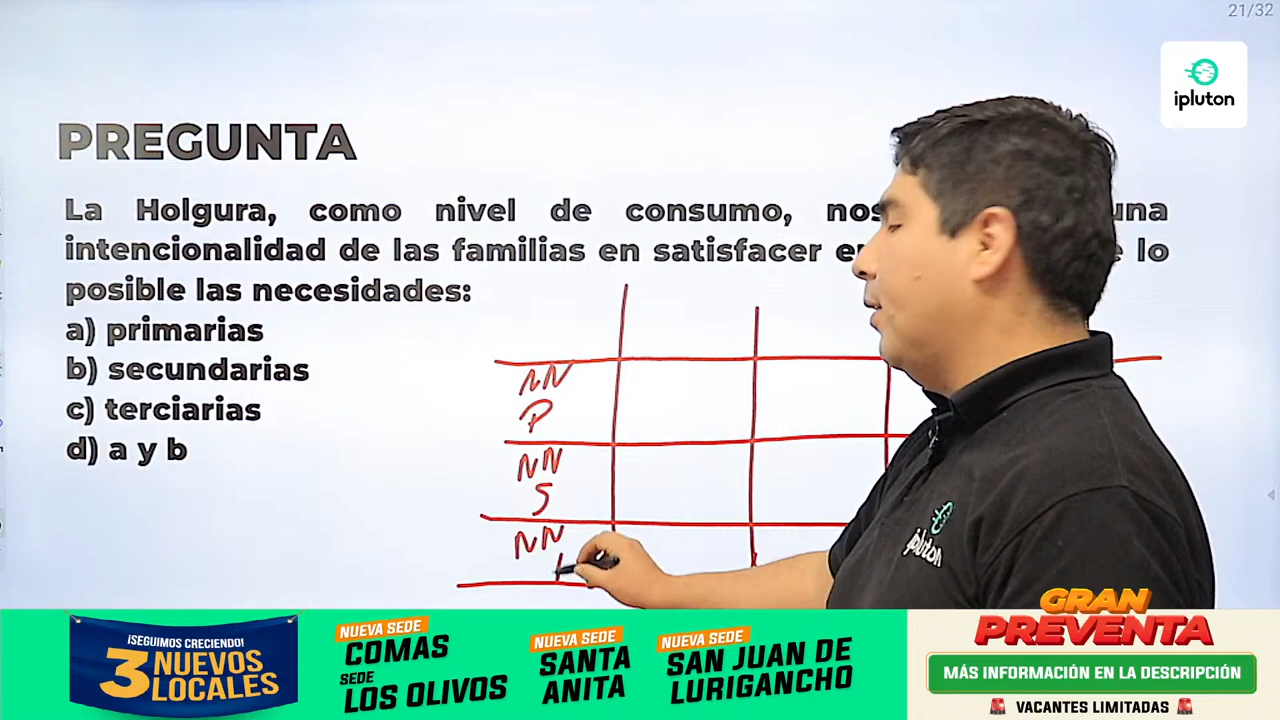 21/32
ipluton
PREGUNTA
La Holgura, como nivel de consumo, nos una
intencionalidad de las familias en satisfacer lo
posible las necesidades:
a) primarias
b) secundarias
c) terciarias
d) a y b
NN
P
NN
S
NN
ipluton
¡SEGUIMOS CRECIENDO!
3 NUEVOS
LOCALES
NUEVA SEDE
COMAS
SEDE
LOS OLIVOS
NUEVA SEDE
SANTA
ANITA
NUEVA SEDE
SAN JUAN DE
LURIGANCHO
GRAN
PREVENTA
MÁS INFORMACIÓN EN LA DESCRIPCIÓN
VACANTES LIMITADAS